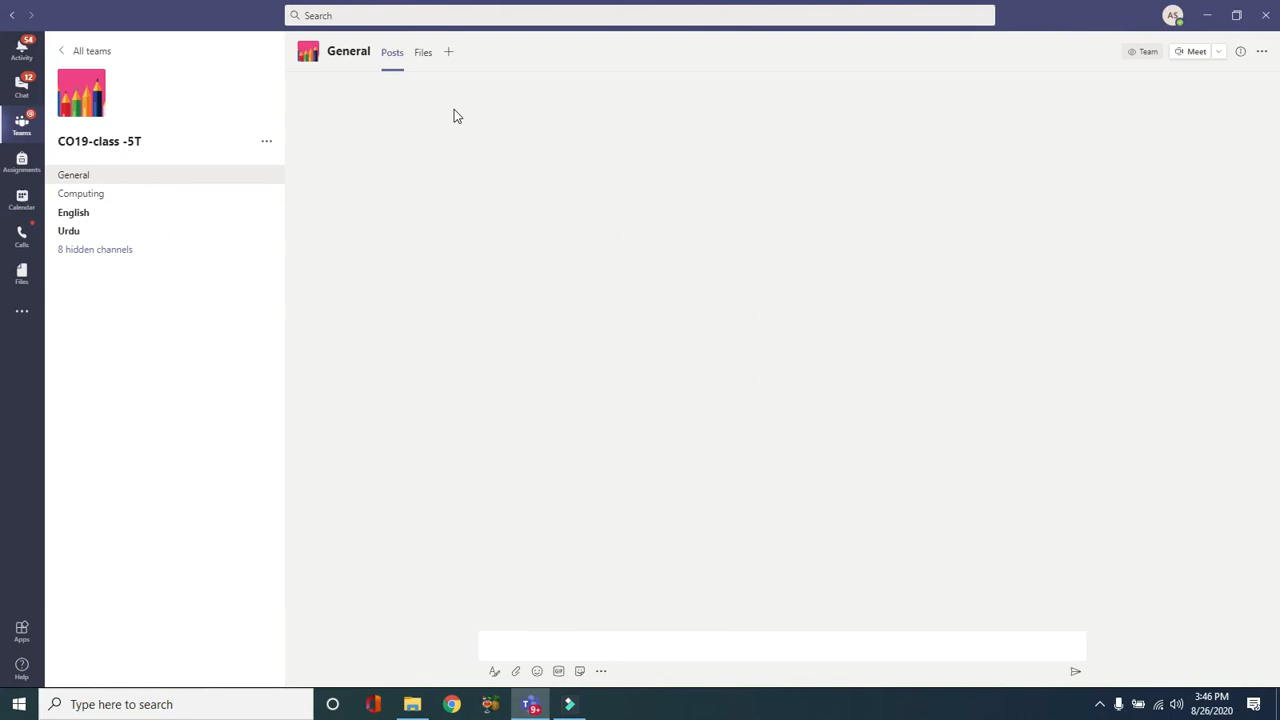 Search
AS
54
Activity
12
Chat
Teams
Assignments
Calendar
Calls
Files
Apps
Help
All teams
CO19-class -5T
General
Computing
English
Urdu
8 hidden channels
General Posts Files
Team
Meet
GIF
Type here to search
9+
3:46 PM
8/26/2020